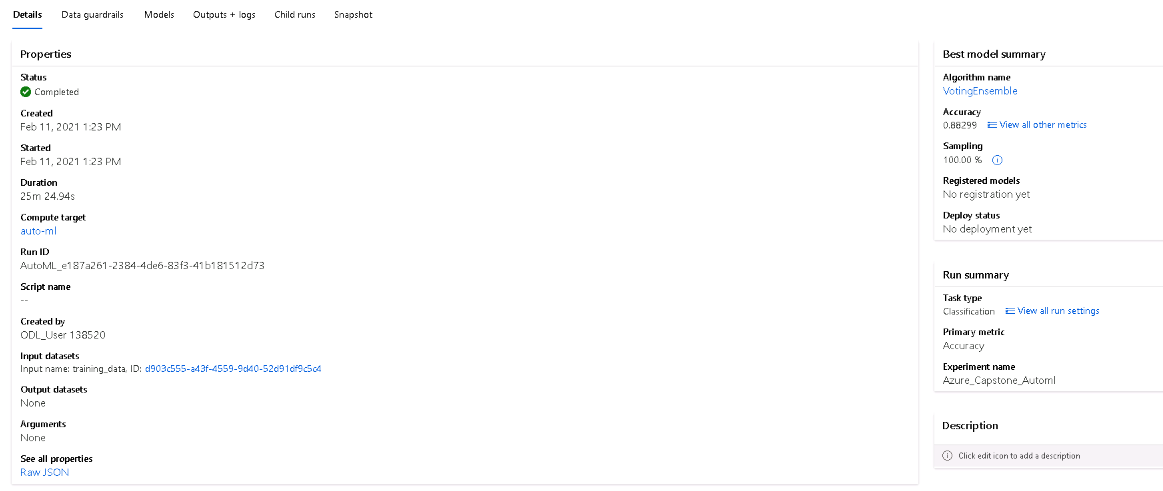 Details Data guardrails Models Outputs + logs Child runs Snapshot
Properties
Status
Completed
Created
Feb 11, 2021 1:23 PM
Started
Feb 11, 2021 1:23 PM
Duration
25m 24.94s
Compute target
auto-ml
Run ID
AutoML_e187a261-2384-4de6-83f3-41b181512d73
Script name
--
Created by
ODL_User 138520
Input datasets
Input name: training_data, ID: d903c555-a43f-4559-9d40-52d91df9c5c4
Output datasets
None
Arguments
None
See all properties
Raw JSON
Best model summary
Algorithm name
VotingEnsemble
Accuracy
0.88299 View all other metrics
Sampling
100.00 %
Registered models
No registration yet
Deploy status
No deployment yet
Run summary
Task type
Classification View all run settings
Primary metric
Accuracy
Experiment name
Azure_Capstone_Automl
Description
Click edit icon to add a description